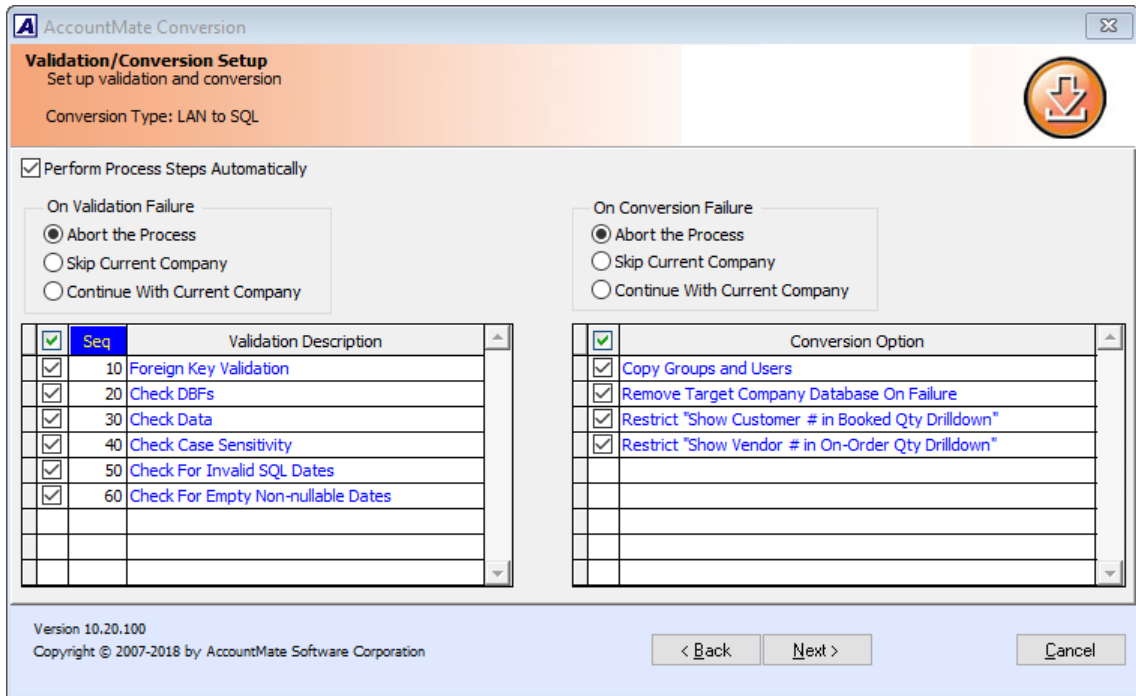 AccountMate Conversion
Validation/Conversion Setup
Set up validation and conversion
Conversion Type: LAN to SQL
Perform Process Steps Automatically
On Validation Failure
Abort the Process
Skip Current Company
Continue With Current Company
On Conversion Failure
Abort the Process
Skip Current Company
Continue With Current Company
Seq Validation Description
10 Foreign Key Validation
20 Check DBFs
30 Check Data
40 Check Case Sensitivity
50 Check For Invalid SQL Dates
60 Check For Empty Non-nullable Dates
Conversion Option
Copy Groups and Users
Remove Target Company Database On Failure
Restrict "Show Customer # in Booked Qty Drilldown"
Restrict "Show Vendor # in On-Order Qty Drilldown"
Version 10.20.100
Copyright © 2007-2018 by AccountMate Software Corporation
< Back Next > Cancel